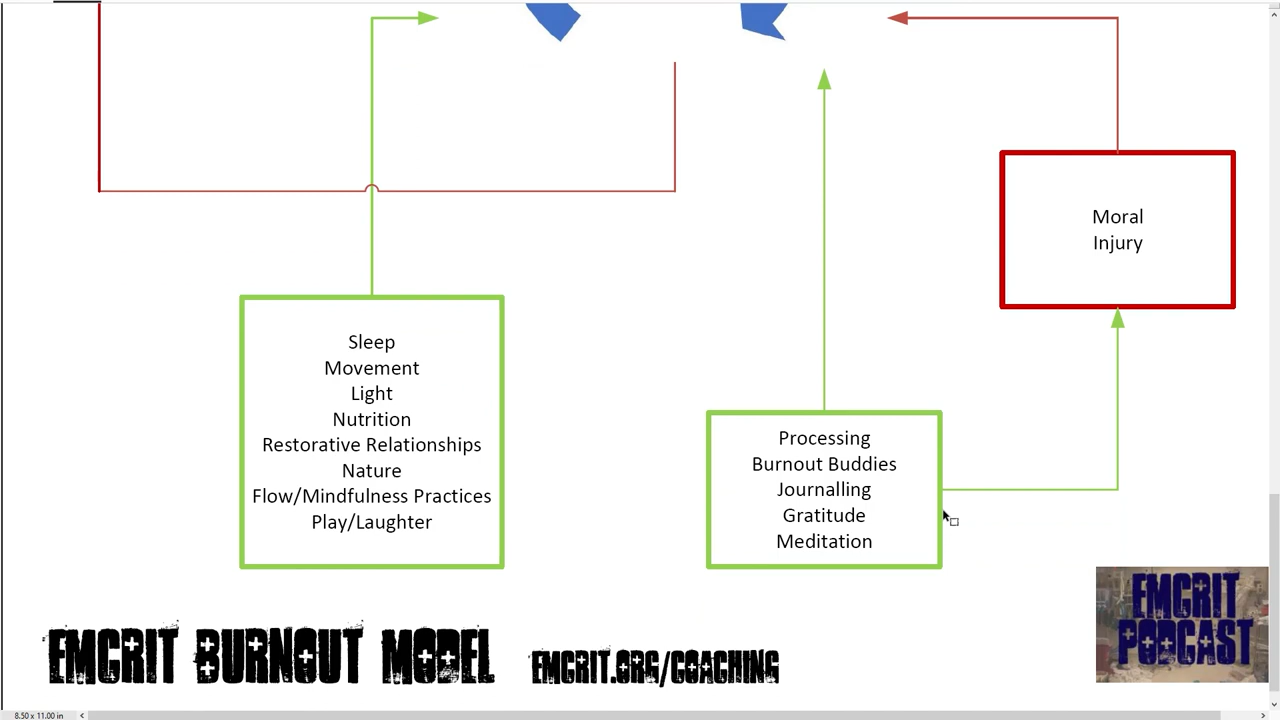 Moral
Injury
Sleep
Movement
Light
Nutrition
Restorative Relationships
Nature
Flow/Mindfulness Practices
Play/Laughter
Processing
Burnout Buddies
Journalling
Gratitude
Meditation
EMCRIT BURNOUT MODEL
EMCRIT.ORG/COACHING
EMCRIT
PODCAST
8.50 x 11.00 in